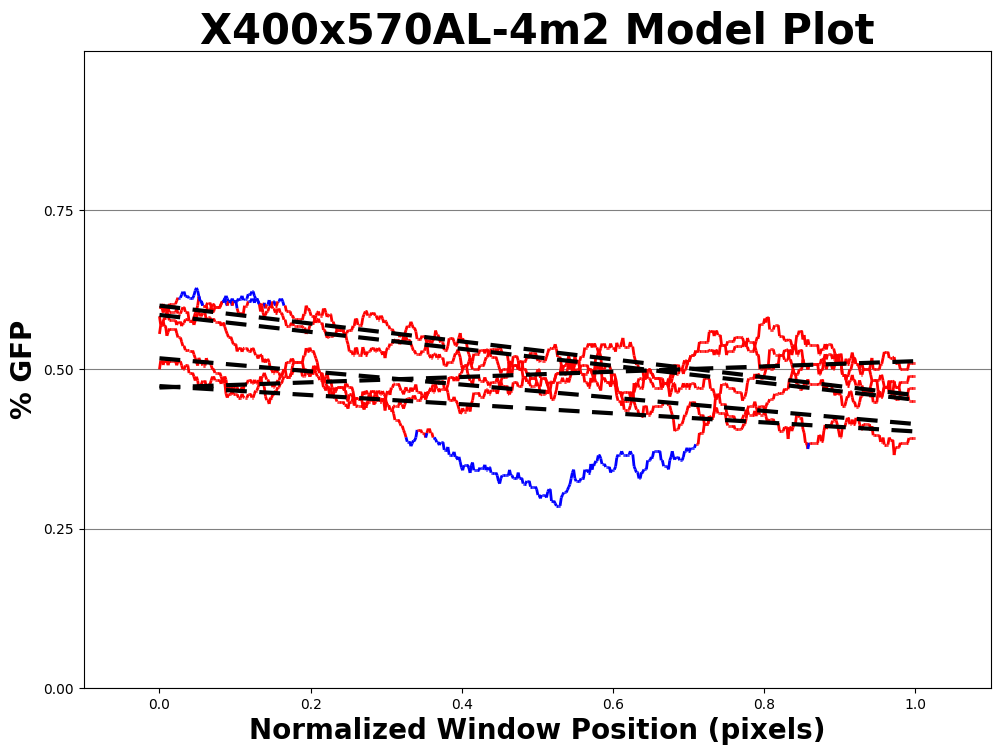 X400x570AL-4m2 Model Plot
% GFP
0.75
0.50
0.25
0.00
0.0 0.2 0.4 0.6 0.8 1.0
Normalized Window Position (pixels)